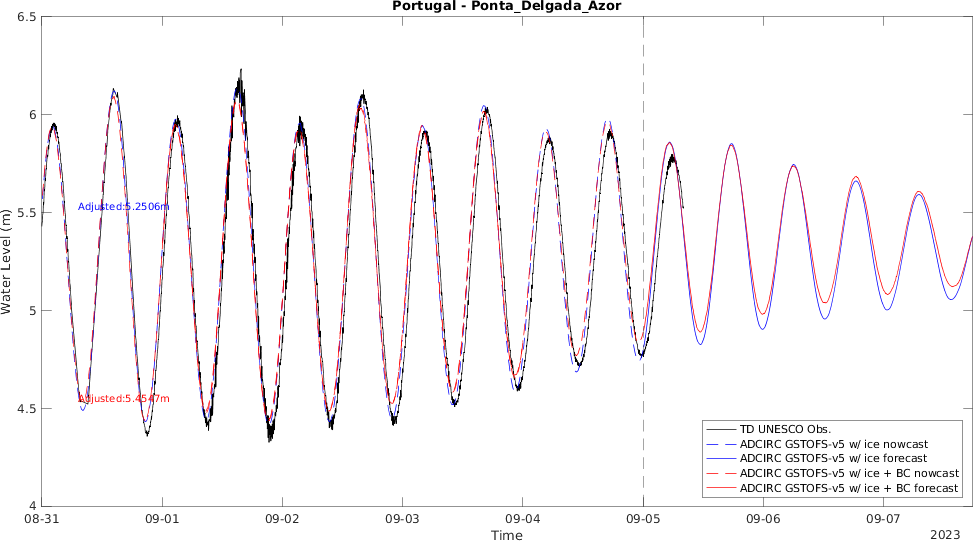 Portugal - Ponta_Delgada_Azor
6.5
6
5.5
5
4.5
4
Water Level (m)
Adjusted:5.2506m
Adjusted:5.4547m
TD UNESCO Obs.
ADCIRC GSTOFS-v5 w/ ice nowcast
ADCIRC GSTOFS-v5 w/ ice forecast
ADCIRC GSTOFS-v5 w/ ice + BC nowcast
ADCIRC GSTOFS-v5 w/ ice + BC forecast
08-31 09-01 09-02 09-03 09-04 09-05 09-06 09-07
Time
2023